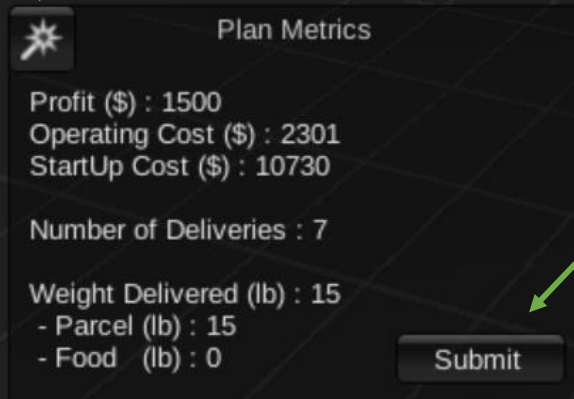 Plan Metrics
Profit ($) : 1500
Operating Cost ($) : 2301
StartUp Cost ($) : 10730
Number of Deliveries : 7
Weight Delivered (lb) : 15
- Parcel (lb) : 15
- Food (lb) : 0
Submit